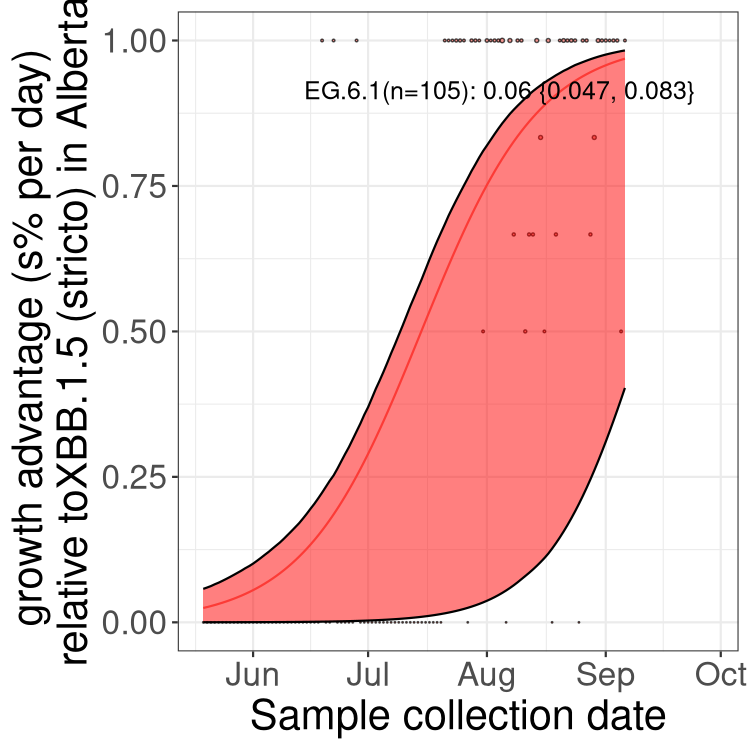 growth advantage (s% per day)
relative toXBB.1.5 (stricto) in Alberta
1.00
EG.6.1(n=105): 0.06 {0.047, 0.083}
0.75
0.50
0.25
0.00
Jun Jul Aug Sep Oct
Sample collection date